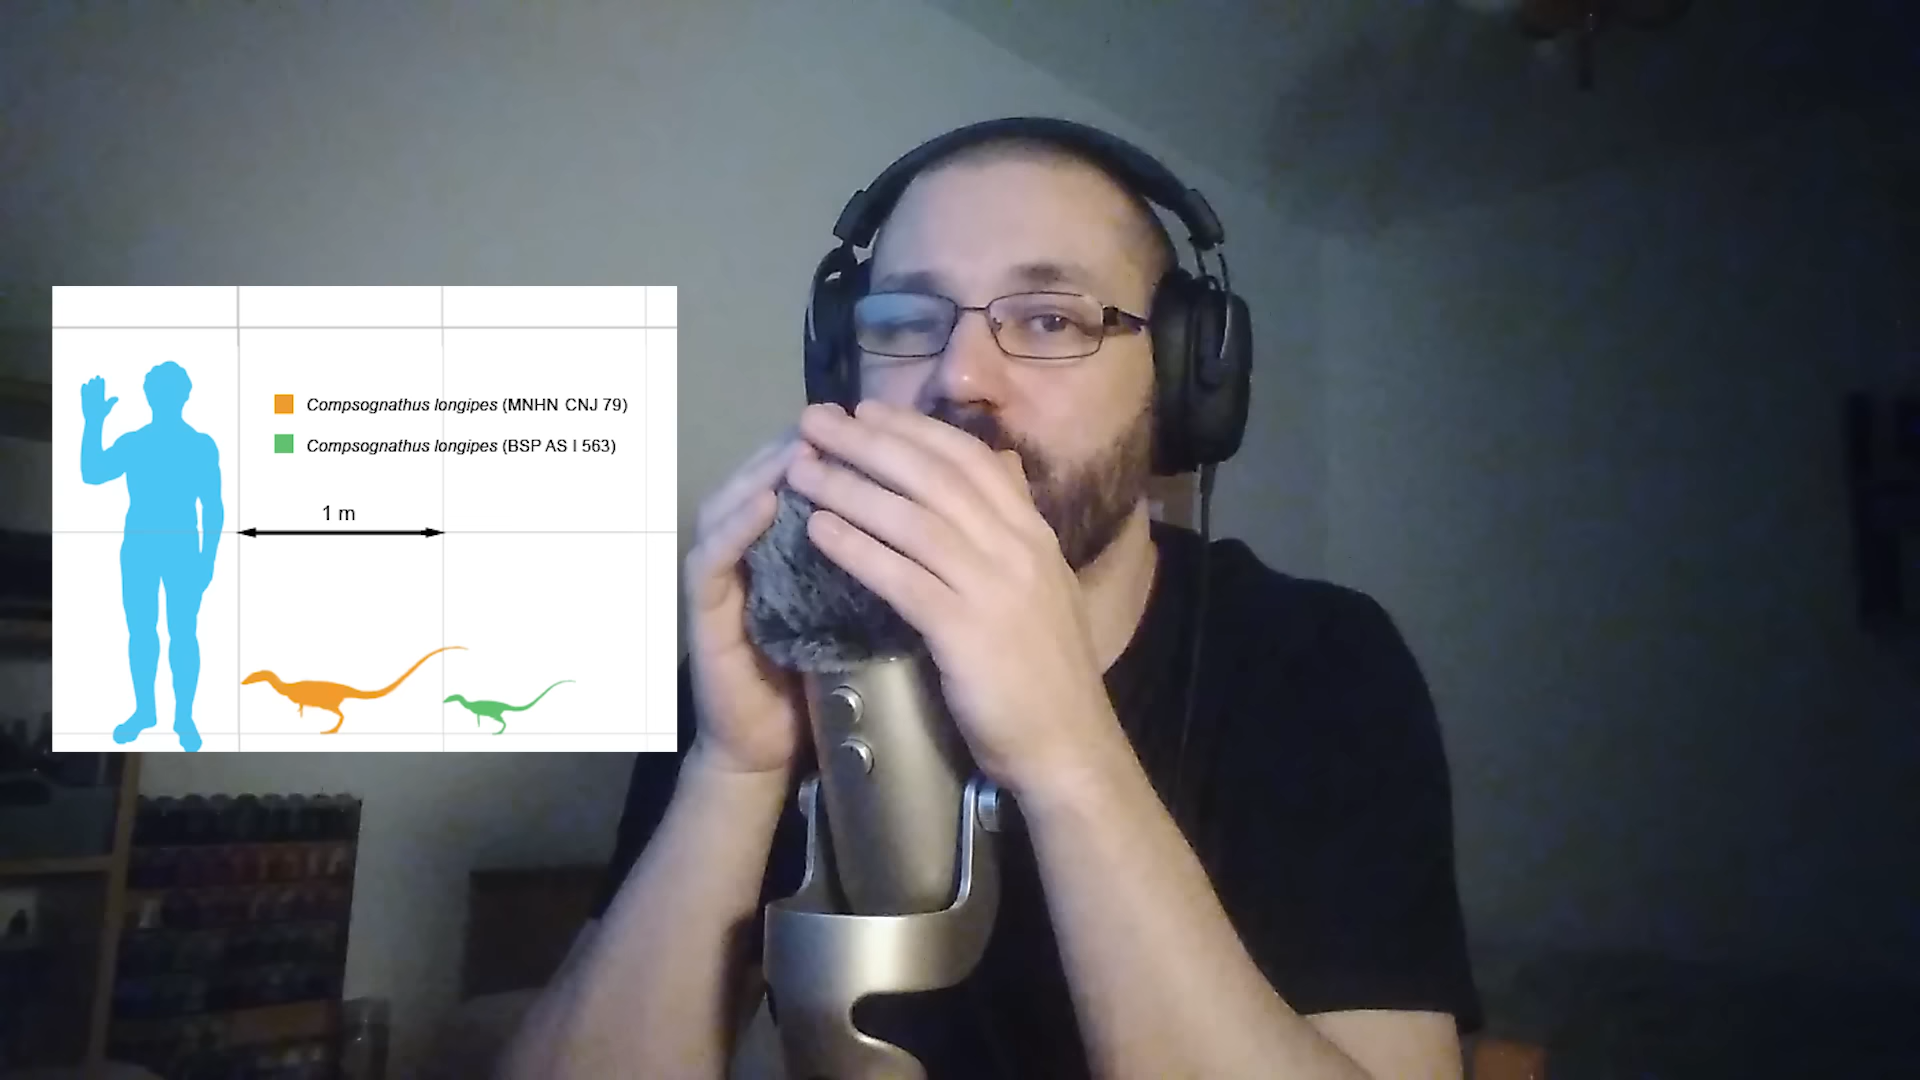 Compsognathus longipes (MNHN CNJ 79)
Compsognathus longipes (BSP AS I 563)
1 m